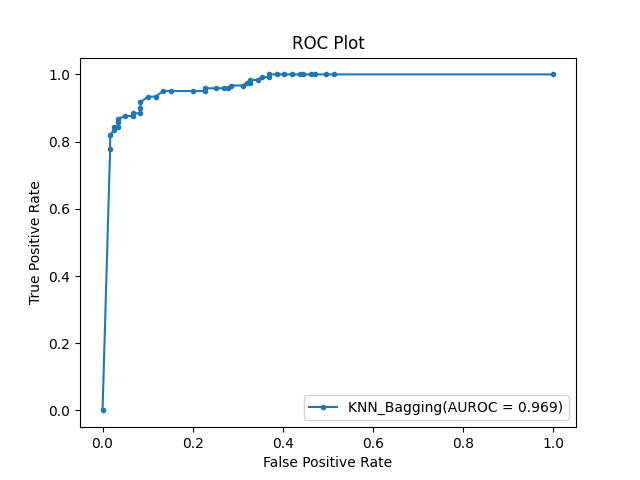 ROC Plot
1.0
0.8
0.6
0.4
0.2
0.0
True Positive Rate
KNN_Bagging(AUROC = 0.969)
0.0 0.2 0.4 0.6 0.8 1.0
False Positive Rate